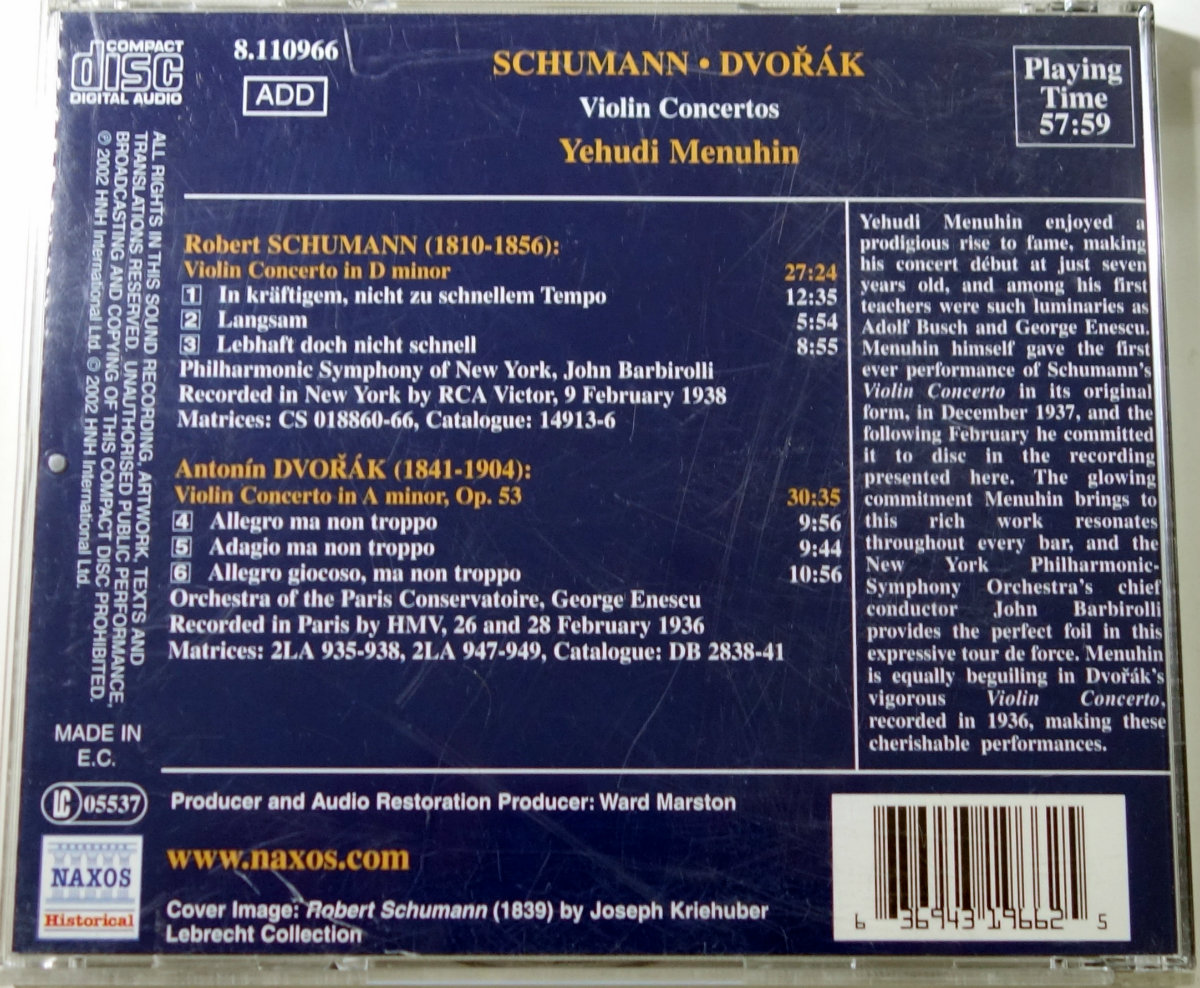 COMPACT
disc
DIGITAL AUDIO
8.110966
ADD
SCHUMANN • DVOŘÁK
Violin Concertos
Yehudi Menuhin
Playing
Time
57:59
ALL RIGHTS IN THIS SOUND RECORDING, ARTWORK, TEXTS AND
TRANSLATIONS RESERVED. UNAUTHORISED PUBLIC PERFORMANCE,
BROADCASTING AND COPYING OF THIS COMPACT DISC PROHIBITED.
℗ 2002 HNH International Ltd. © 2002 HNH International Ltd.
Robert SCHUMANN (1810-1856):
Violin Concerto in D minor 27:24
1 In kräftigem, nicht zu schnellem Tempo 12:35
2 Langsam 5:54
3 Lebhaft doch nicht schnell 8:55
Philharmonic Symphony of New York, John Barbirolli
Recorded in New York by RCA Victor, 9 February 1938
Matrices: CS 018860-66, Catalogue: 14913-6
Antonín DVOŘÁK (1841-1904):
Violin Concerto in A minor, Op. 53 30:35
4 Allegro ma non troppo 9:56
5 Adagio ma non troppo 9:44
6 Allegro giocoso, ma non troppo 10:56
Orchestra of the Paris Conservatoire, George Enescu
Recorded in Paris by HMV, 26 and 28 February 1936
Matrices: 2LA 935-938, 2LA 947-949, Catalogue: DB 2838-41
Yehudi Menuhin enjoyed a
prodigious rise to fame, making
his concert début at just seven
years old, and among his first
teachers were such luminaries as
Adolf Busch and George Enescu.
Menuhin himself gave the first
ever performance of Schumann's
Violin Concerto in its original
form, in December 1937, and the
following February he committed
it to disc in the recording
presented here. The glowing
commitment Menuhin brings to
this rich work resonates
throughout every bar, and the
New York Philharmonic-
Symphony Orchestra's chief
conductor John Barbirolli
provides the perfect foil in this
expressive tour de force. Menuhin
is equally beguiling in Dvořák's
vigorous Violin Concerto,
recorded in 1936, making these
cherishable performances.
MADE IN
E.C.
LC 05537
NAXOS
Historical
Producer and Audio Restoration Producer: Ward Marston
www.naxos.com
Cover Image: Robert Schumann (1839) by Joseph Kriehuber
Lebrecht Collection
6 36943 19662 5